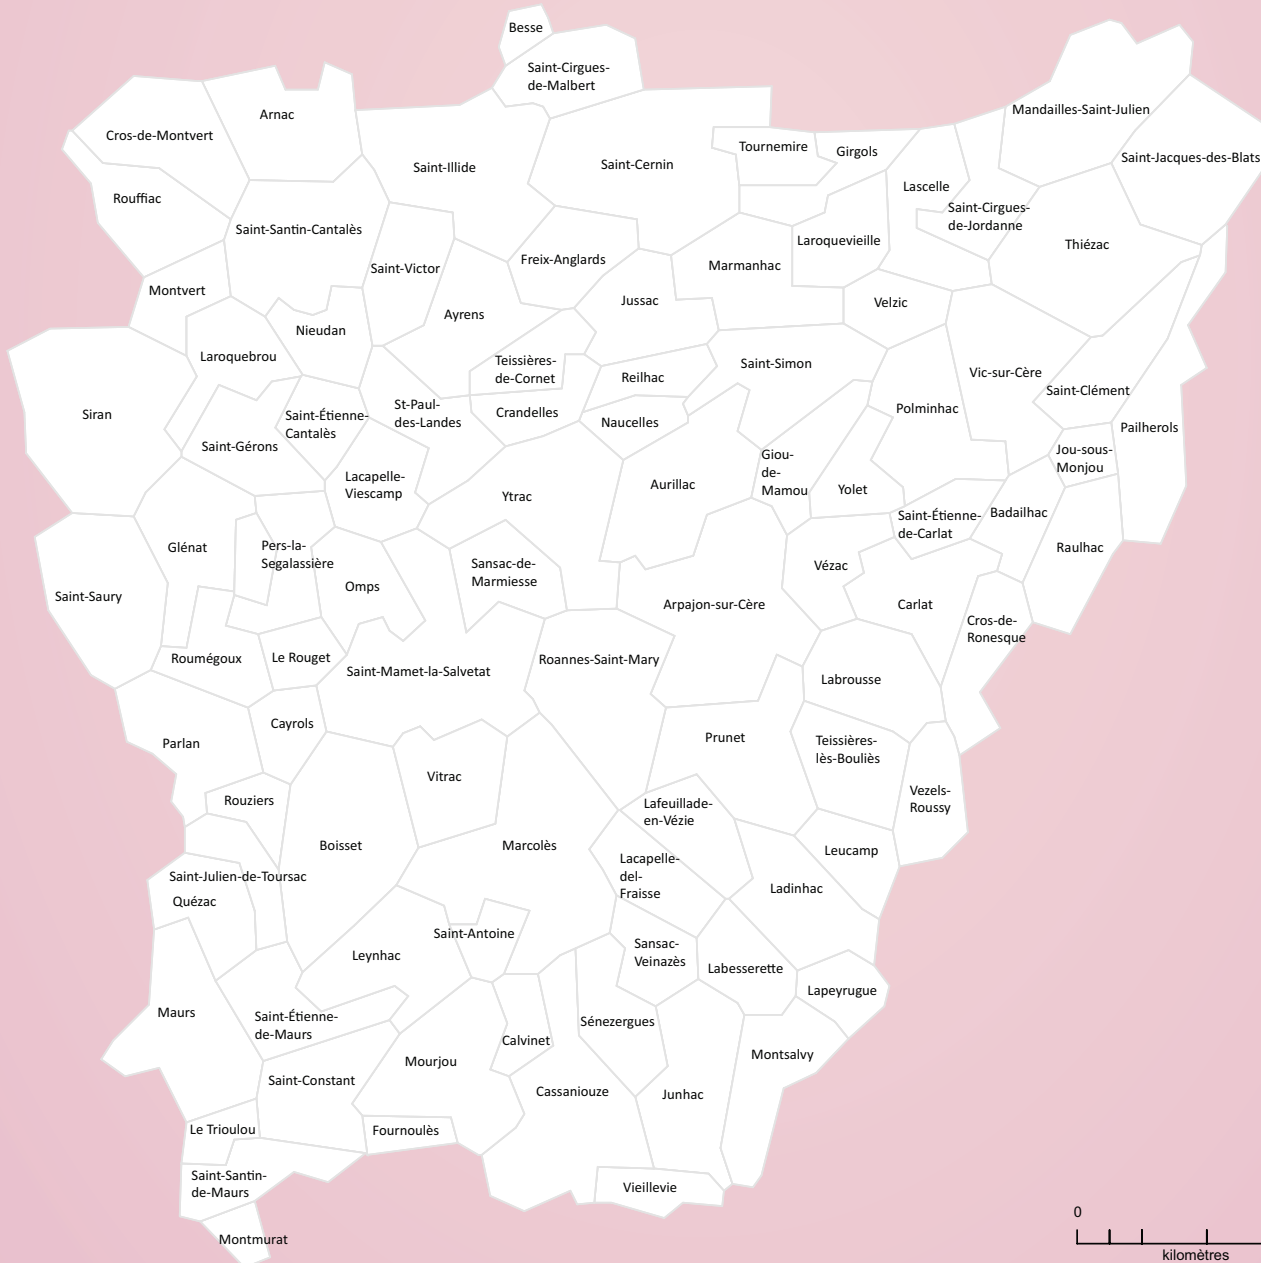 Besse
Saint-Cirgues-
de-Malbert
Arnac
Cros-de-Montvert
Mandailles-Saint-Julien
Tournemire
Girgols
Saint-Jacques-des-Blats
Saint-Illide
Saint-Cernin
Lascelle
Rouffiac
Saint-Cirgues-
de-Jordanne
Saint-Santin-Cantalès
Laroquevieille
Thiézac
Freix-Anglards
Marmanhac
Saint-Victor
Montvert
Jussac
Velzic
Ayrens
Nieudan
Laroquebrou
Teissières-
de-Cornet
Saint-Simon
Reilhac
Vic-sur-Cère
Saint-Clément
Siran
Saint-Étienne-
Cantalès
St-Paul-
des-Landes
Crandelles
Naucelles
Polminhac
Pailherols
Saint-Gérons
Jou-sous-
Monjou
Giou-
de-
Mamou
Lacapelle-
Viescamp
Aurillac
Yolet
Ytrac
Badailhac
Saint-Étienne-
de-Carlat
Glénat
Pers-la-
Segalassière
Raulhac
Sansac-de-
Marmiesse
Vézac
Omps
Saint-Saury
Arpajon-sur-Cère
Carlat
Cros-de-
Ronesque
Roumégoux
Le Rouget
Roannes-Saint-Mary
Saint-Mamet-la-Salvetat
Labrousse
Cayrols
Prunet
Parlan
Teissières-
lès-Bouliès
Vitrac
Vezels-
Roussy
Rouziers
Lafeuillade-
en-Vézie
Boisset
Marcolès
Leucamp
Lacapelle-
del-
Fraisse
Saint-Julien-de-Toursac
Ladinhac
Quézac
Saint-Antoine
Sansac-
Veinazès
Leynhac
Labesserette
Lapeyrugue
Maurs
Saint-Étienne-
de-Maurs
Sénezergues
Calvinet
Montsalvy
Mourjou
Saint-Constant
Cassaniouze
Junhac
Le Trioulou
Fournoulès
Saint-Santin-
de-Maurs
Vieillevie
0
Montmurat
kilomètres